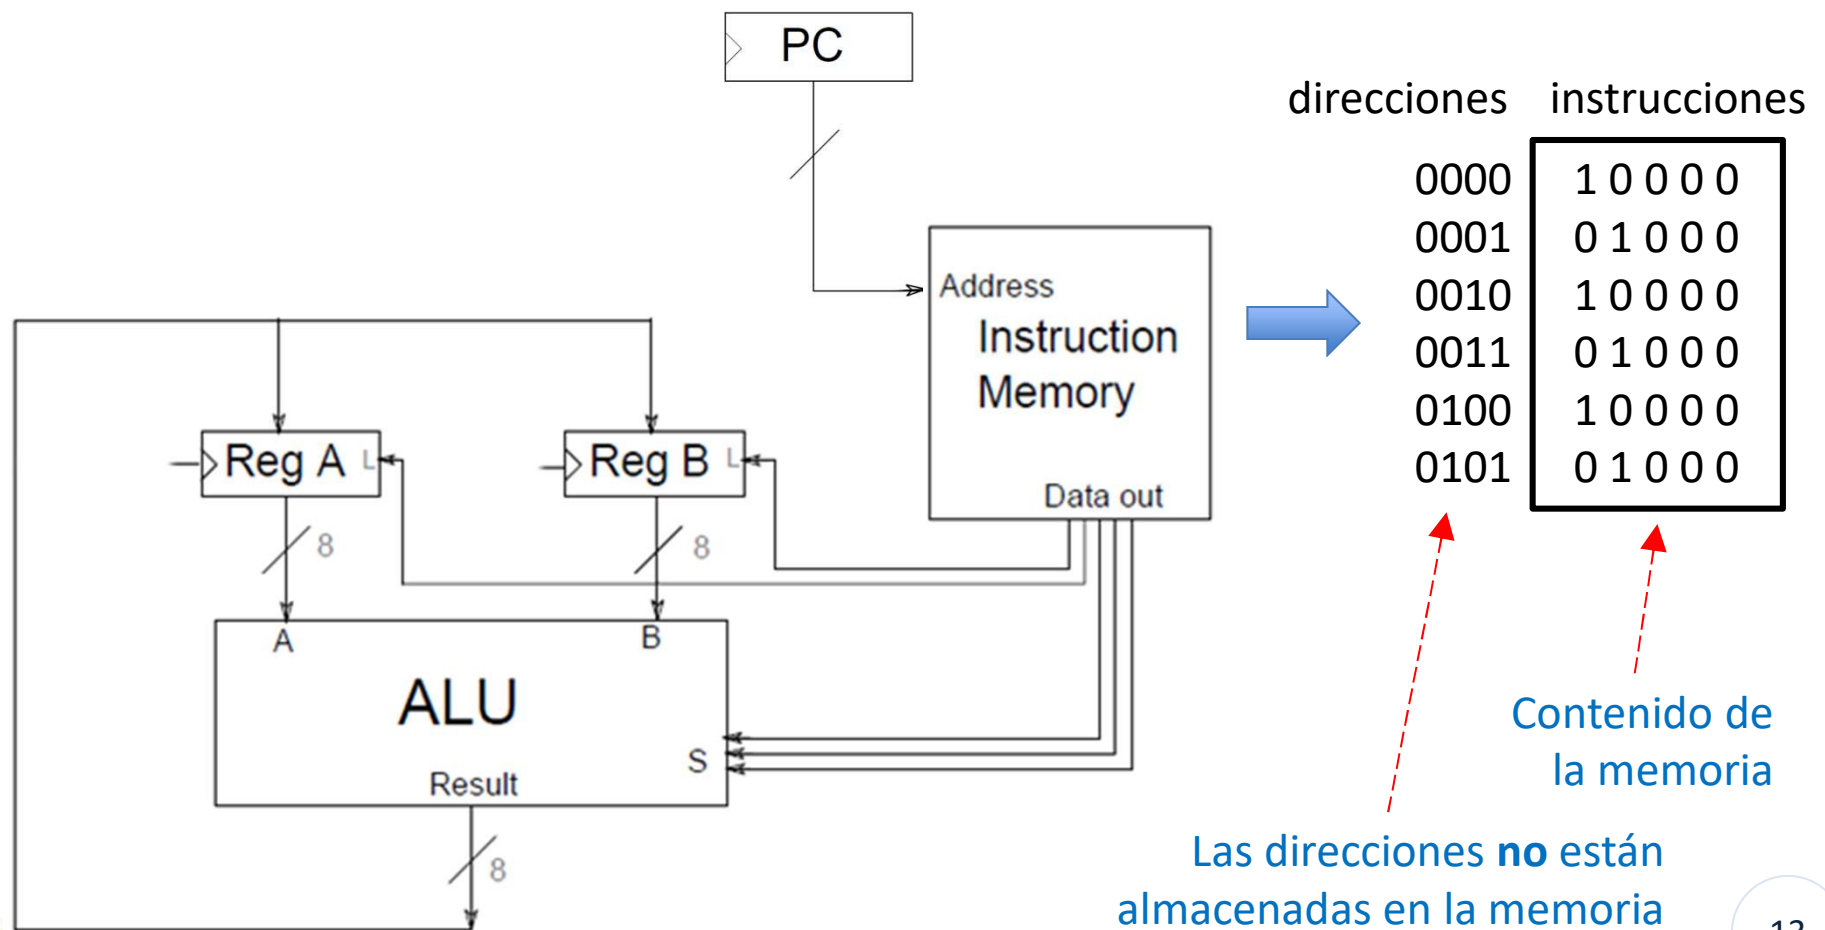 PC
direcciones instrucciones
0000 1 0 0 0 0
0001 0 1 0 0 0
0010 1 0 0 0 0
0011 0 1 0 0 0
0100 1 0 0 0 0
0101 0 1 0 0 0
Address
Instruction
Memory
Data out
Reg A L
Reg B L
8
8
A
B
ALU
S
Result
8
Contenido de
la memoria
Las direcciones no están
almacenadas en la memoria